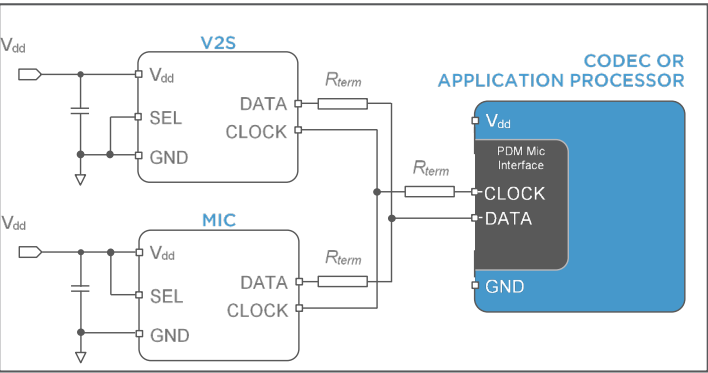 V2S
Vdd
Vdd
SEL
GND
DATA
CLOCK
Rterm
CODEC OR
APPLICATION PROCESSOR
Vdd
PDM Mic
Interface
Rterm
CLOCK
DATA
GND
MIC
Vdd
Vdd
SEL
GND
DATA
CLOCK
Rterm